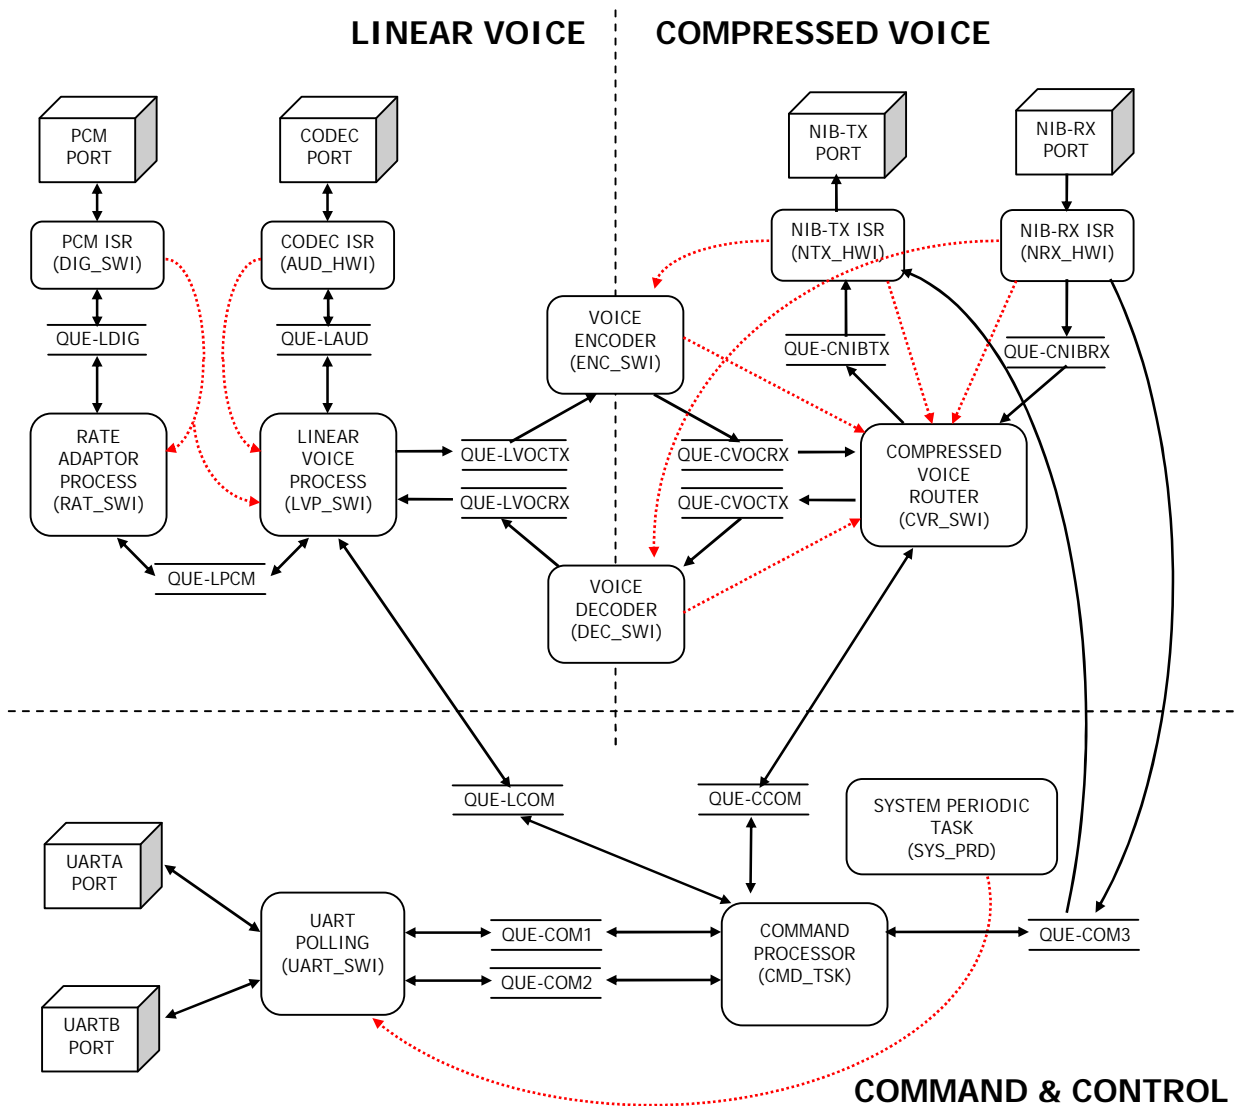 LINEAR VOICE
COMPRESSED VOICE
PCM
PORT
CODEC
PORT
NIB-TX
PORT
NIB-RX
PORT
PCM ISR
(DIG_SWI)
CODEC ISR
(AUD_HWI)
NIB-TX ISR
(NTX_HWI)
NIB-RX ISR
(NRX_HWI)
QUE-LDIG
QUE-LAUD
VOICE
ENCODER
(ENC_SWI)
QUE-CNIBTX
QUE-CNIBRX
RATE
ADAPTOR
PROCESS
(RAT_SWI)
LINEAR
VOICE
PROCESS
(LVP_SWI)
QUE-LVOCTX
QUE-LVOCRX
QUE-CVOCRX
QUE-CVOCTX
COMPRESSED
VOICE
ROUTER
(CVR_SWI)
QUE-LPCM
VOICE
DECODER
(DEC_SWI)
QUE-LCOM
QUE-CCOM
SYSTEM PERIODIC
TASK
(SYS_PRD)
UARTA
PORT
UART
POLLING
(UART_SWI)
QUE-COM1
QUE-COM2
COMMAND
PROCESSOR
(CMD_TSK)
QUE-COM3
UARTB
PORT
COMMAND & CONTROL